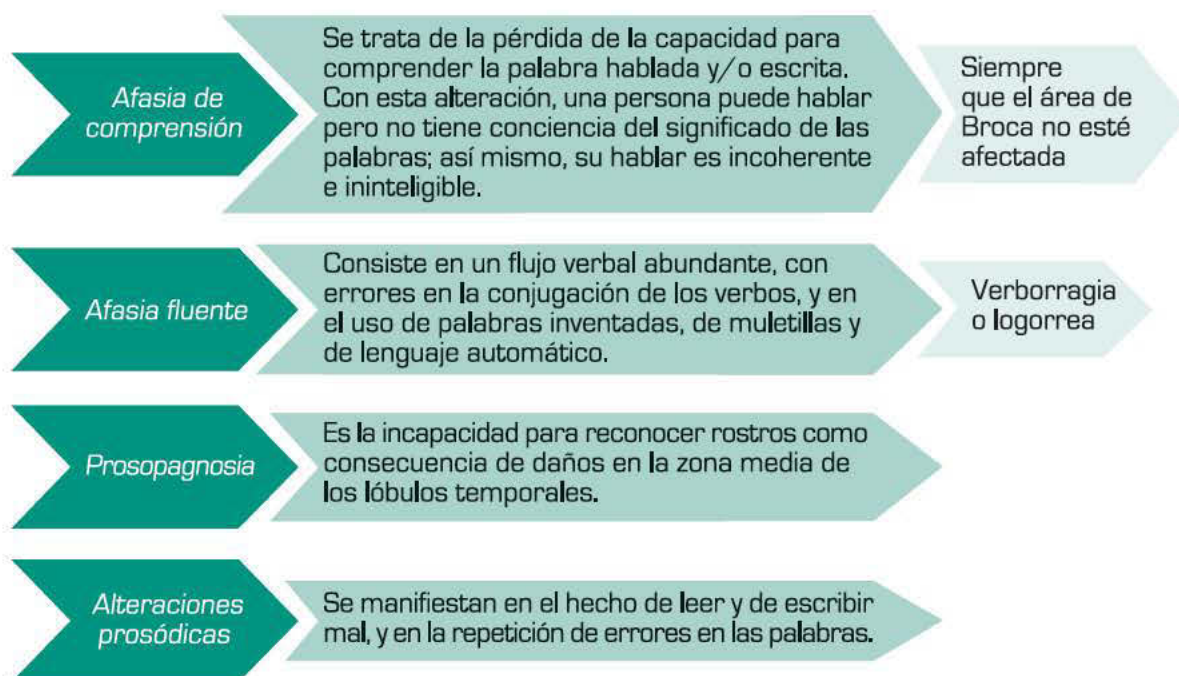 Afasia de
comprensión
Se trata de la pérdida de la capacidad para
comprender la palabra hablada y/o escrita.
Con esta alteración, una persona puede hablar
pero no tiene conciencia del significado de las
palabras; así mismo, su hablar es incoherente
e ininteligible.
Siempre
que el área de
Broca no esté
afectada
Afasia fluente
Consiste en un flujo verbal abundante, con
errores en la conjugación de los verbos, y en
el uso de palabras inventadas, de muletillas y
de lenguaje automático.
Verborragia
o logorrea
Prosopagnosia
Es la incapacidad para reconocer rostros como
consecuencia de daños en la zona media de
los lóbulos temporales.
Alteraciones
prosódicas
Se manifiestan en el hecho de leer y de escribir
mal, y en la repetición de errores en las palabras.